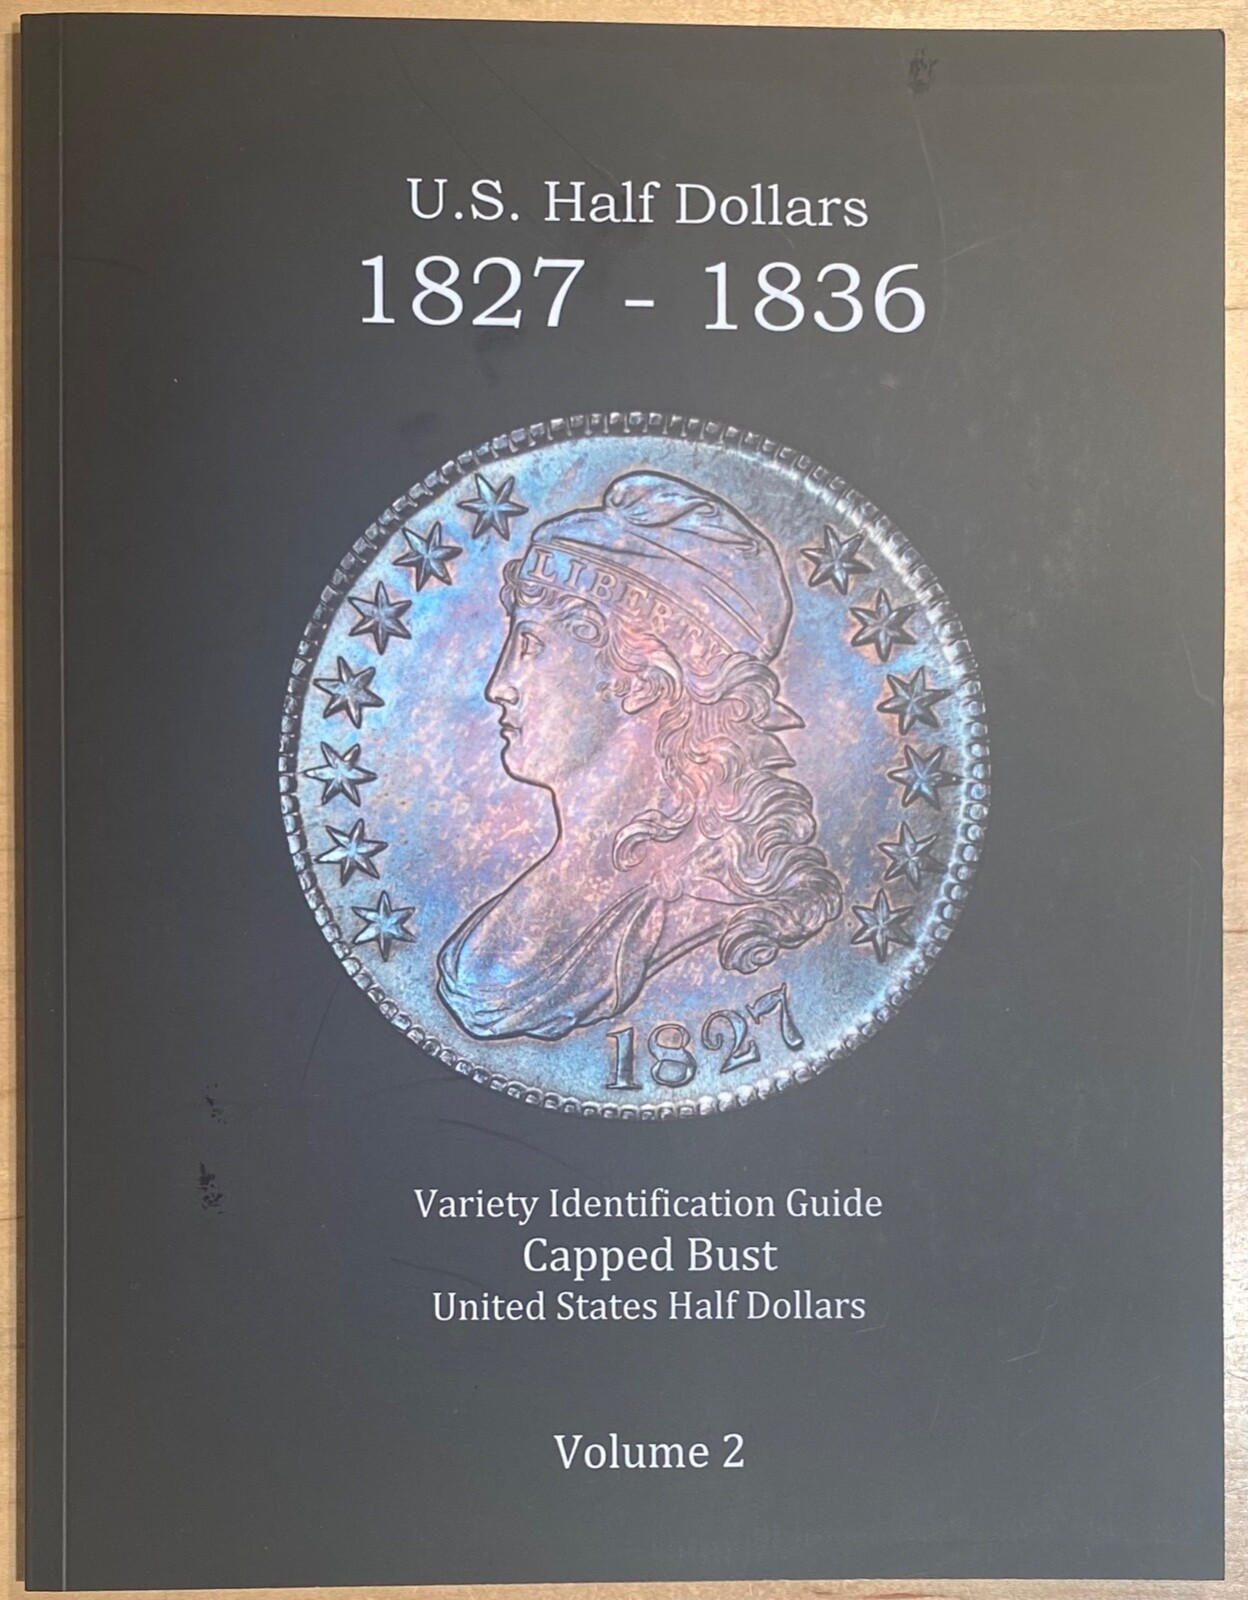 U.S. Half Dollars
1827 - 1836
LIBERTY
1827
Variety Identification Guide
Capped Bust
United States Half Dollars
Volume 2